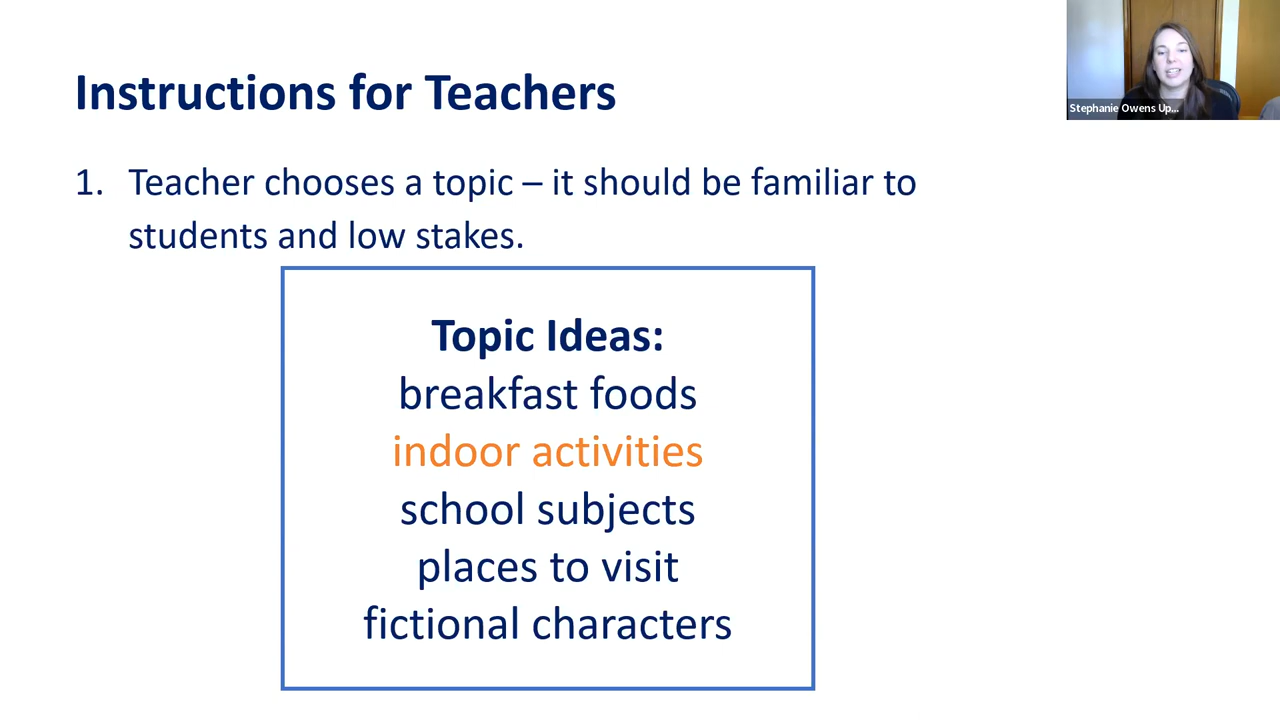 Instructions for Teachers
Stephanie Owens Up...
1. Teacher chooses a topic – it should be familiar to
students and low stakes.
Topic Ideas:
breakfast foods
indoor activities
school subjects
places to visit
fictional characters